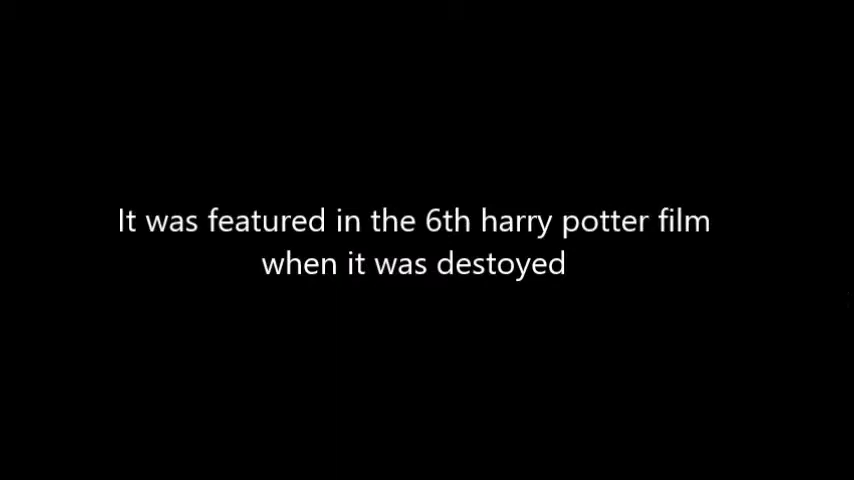 It was featured in the 6th harry potter film
when it was destoyed